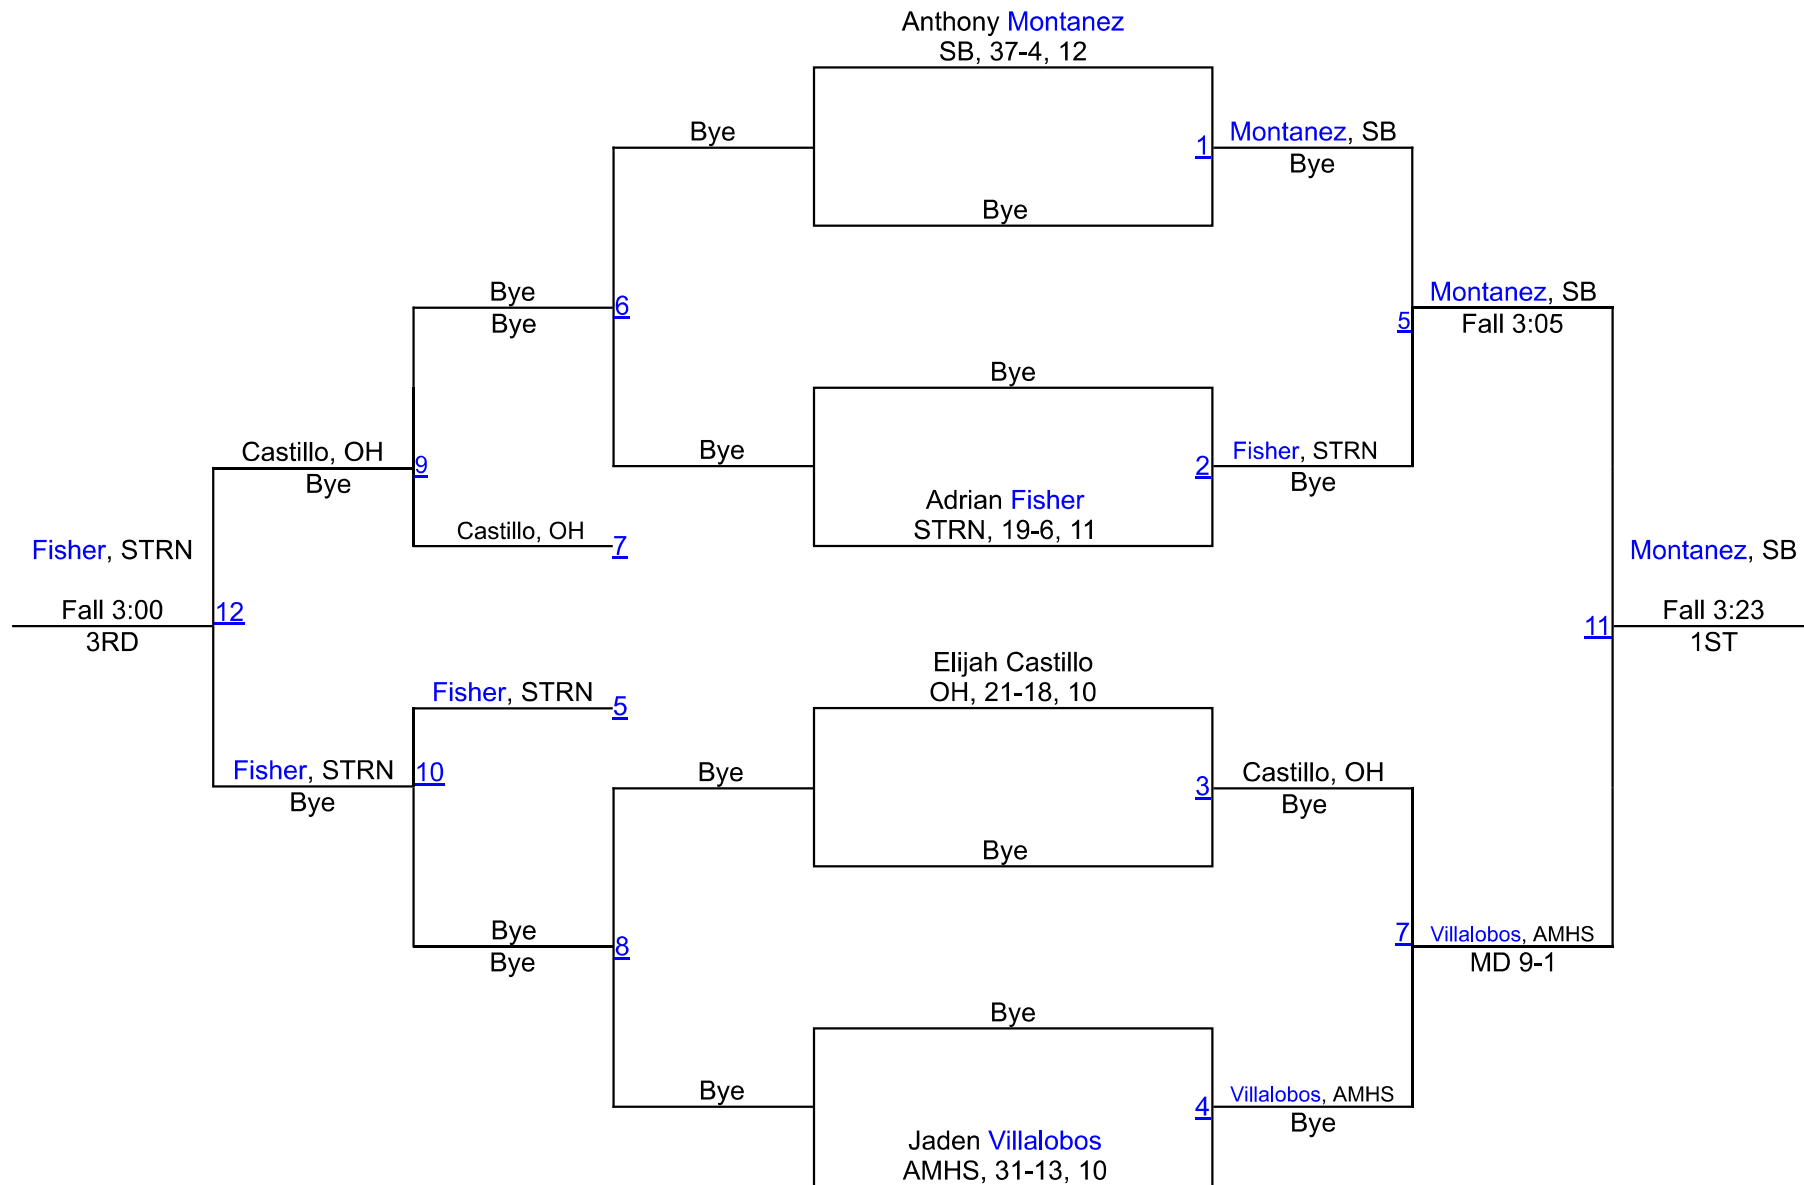 Anthony Montanez
SB, 37-4, 12
Bye
1
Montanez, SB
Bye
Bye
Bye
Bye
6
Montanez, SB
5
Fall 3:05
Bye
Castillo, OH
Bye
9
Bye
2
Fisher, STRN
Bye
Adrian Fisher
STRN, 19-6, 11
Castillo, OH
7
Fisher, STRN
Fall 3:00
3RD
12
Montanez, SB
11
Fall 3:23
1ST
Elijah Castillo
OH, 21-18, 10
Fisher, STRN
5
Fisher, STRN
Bye
10
Bye
3
Castillo, OH
Bye
Bye
Bye
Bye
8
7
Villalobos, AMHS
MD 9-1
Bye
Bye
4
Villalobos, AMHS
Bye
Jaden Villalobos
AMHS, 31-13, 10